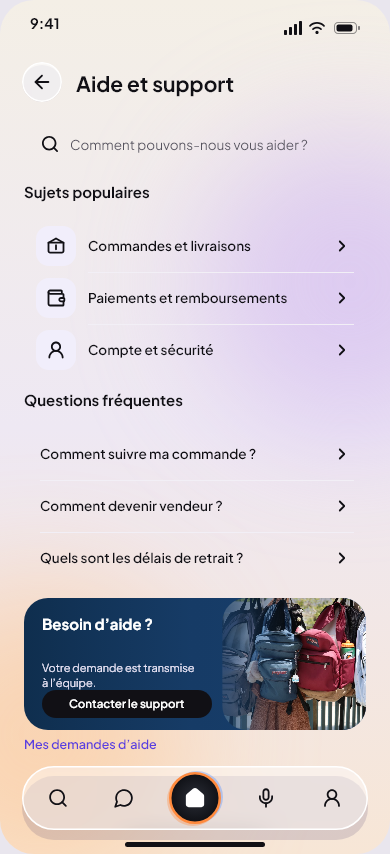 9:41
Aide et support
Comment pouvons-nous vous aider ?
Sujets populaires
Commandes et livraisons
Paiements et remboursements
Compte et sécurité
Questions fréquentes
Comment suivre ma commande ?
Comment devenir vendeur ?
Quels sont les délais de retrait ?
Besoin d’aide ?
Votre demande est transmise
à l’équipe.
Contacter le support
Mes demandes d’aide